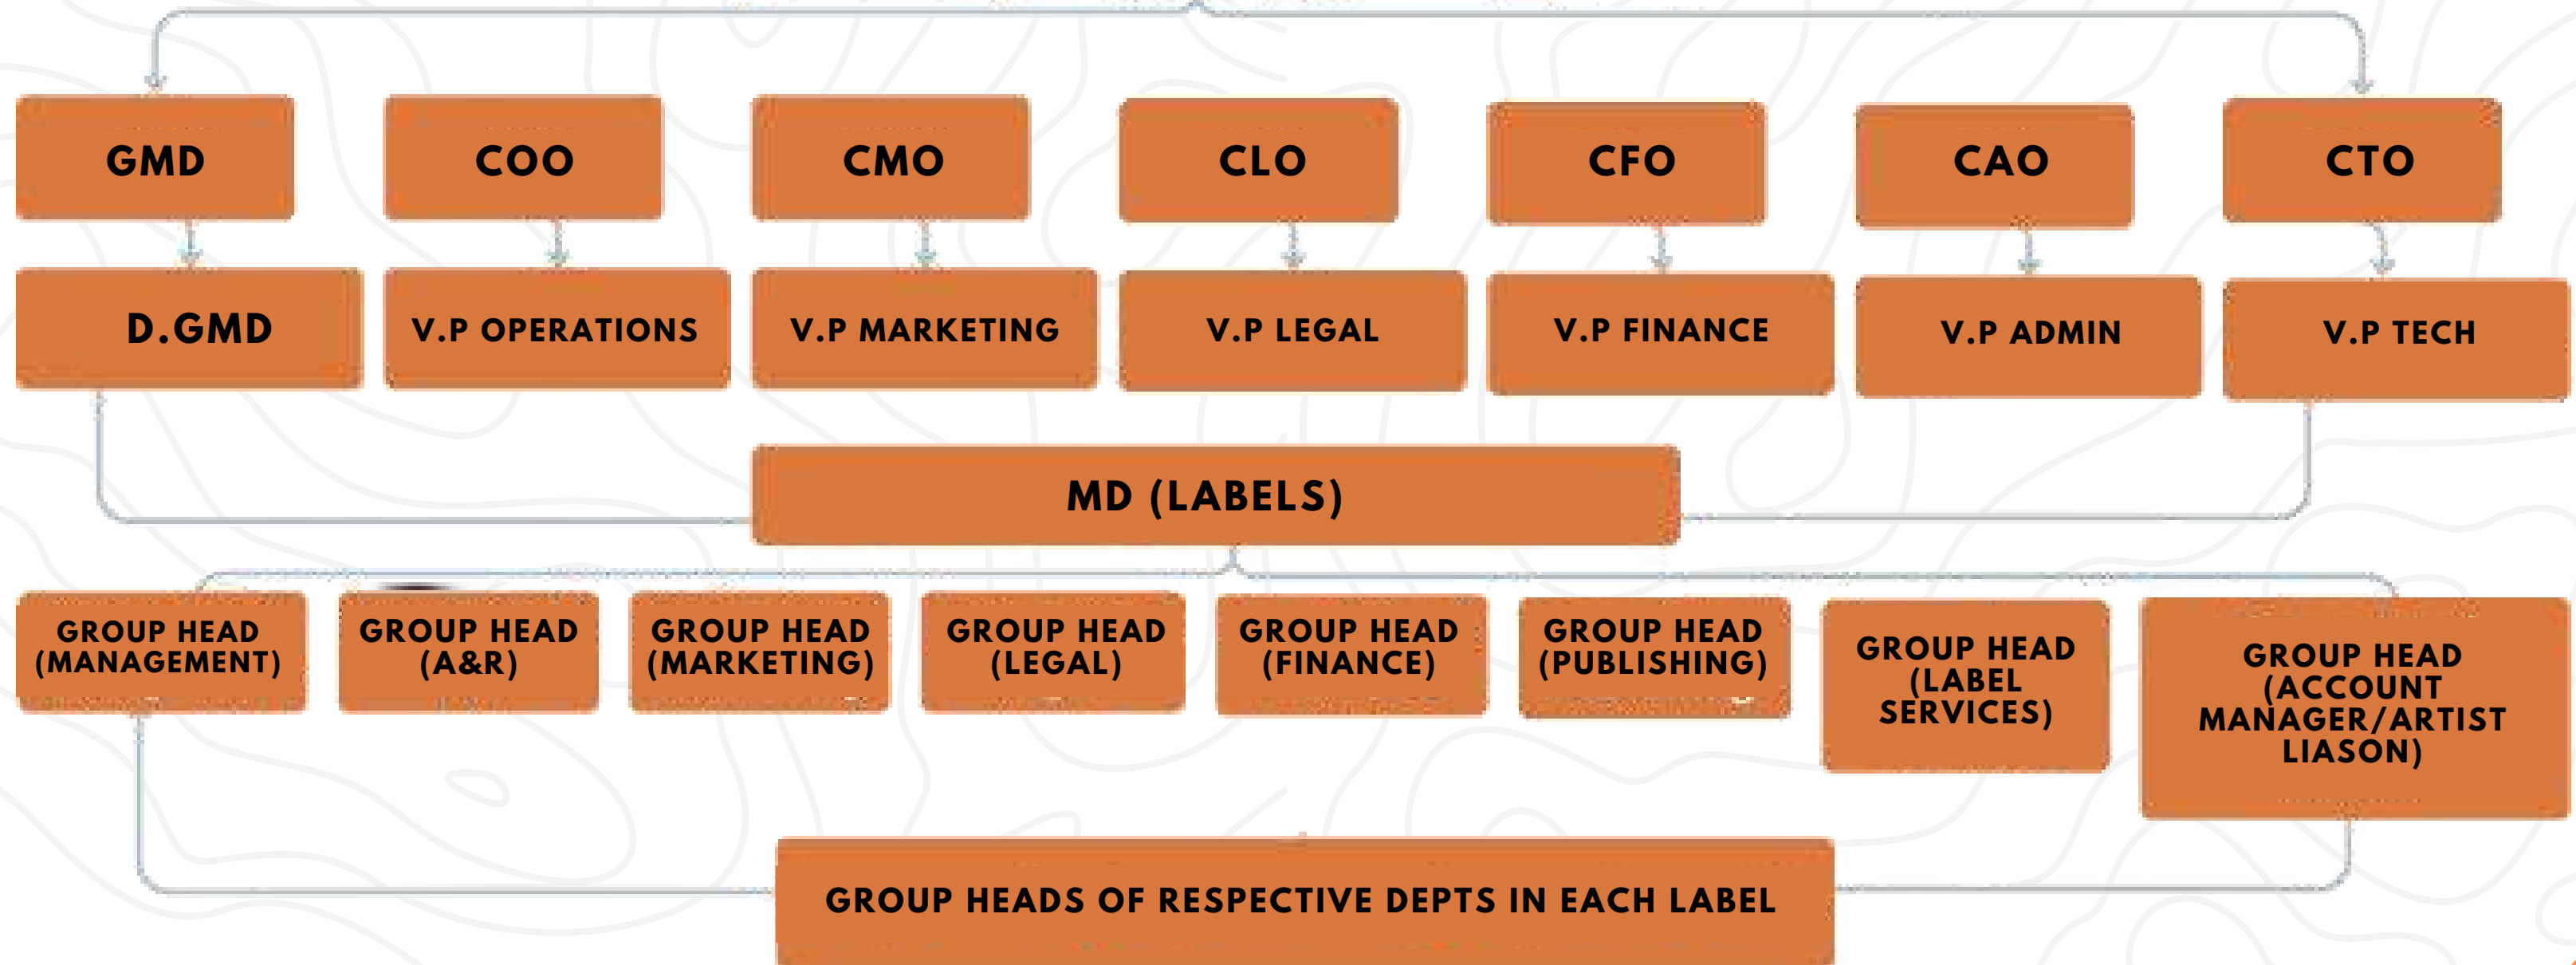 GMD
COO
CMO
CLO
CFO
CAO
CTO
D.GMD
V.P OPERATIONS
V.P MARKETING
V.P LEGAL
V.P FINANCE
V.P ADMIN
V.P TECH
MD (LABELS)
GROUP HEAD
(MANAGEMENT)
GROUP HEAD
(A&R)
GROUP HEAD
(MARKETING)
GROUP HEAD
(LEGAL)
GROUP HEAD
(FINANCE)
GROUP HEAD
(PUBLISHING)
GROUP HEAD
(LABEL
SERVICES)
GROUP HEAD
(ACCOUNT
MANAGER/ARTIST
LIASON)
GROUP HEADS OF RESPECTIVE DEPTS IN EACH LABEL